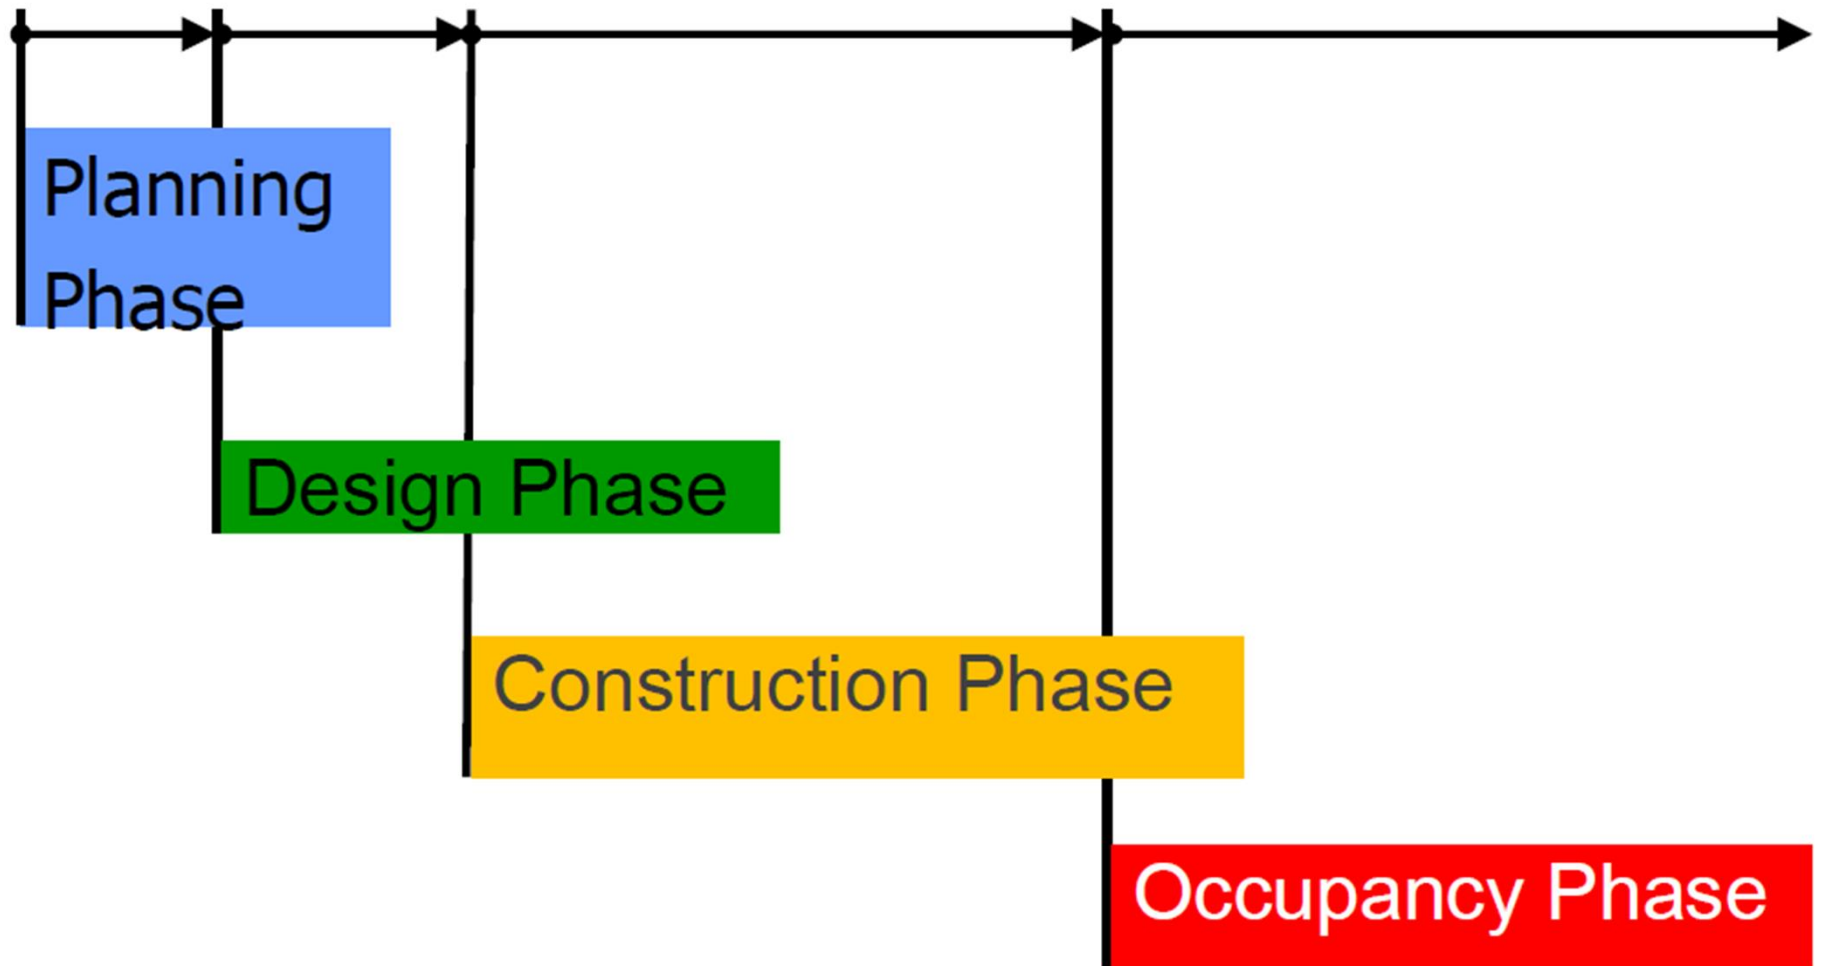 Planning
Phase
Design Phase
Construction Phase
Occupancy Phase